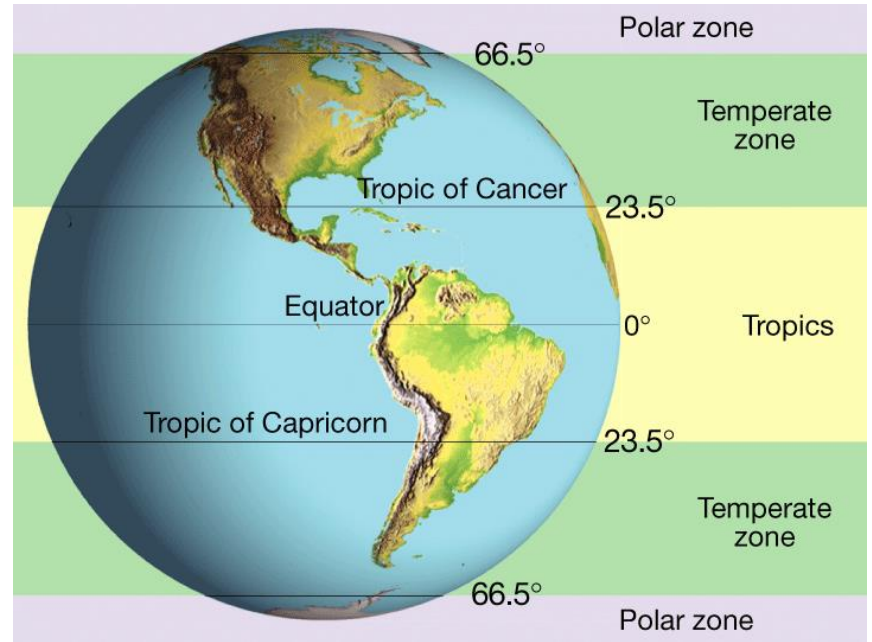 Polar zone
66.5°
Temperate
zone
Tropic of Cancer
23.5°
Equator
0°
Tropics
Tropic of Capricorn
23.5°
Temperate
zone
66.5°
Polar zone